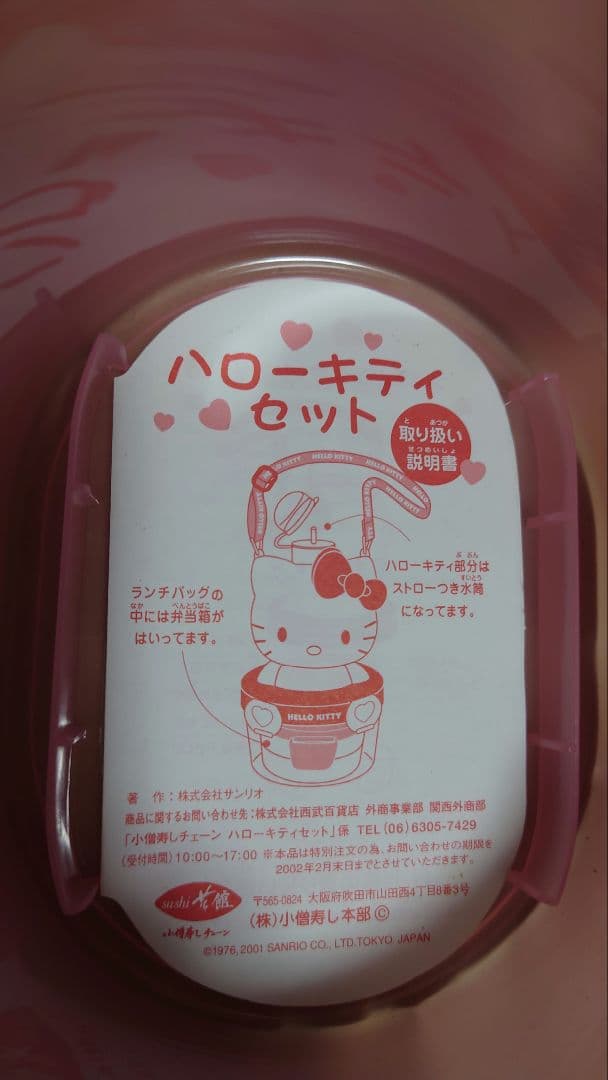 ハローキティ
セット
取り扱い
説明書
HELLO KITTY
ハローキティ部分は
ストローつき水筒
になってます。
ランチバッグの
中には弁当箱が
はいってます。
HELLO KITTY
著 作:株式会社サンリオ
商品に関するお問い合わせ先:株式会社西武百貨店 外商事業部 関西外商部
「小僧寿しチェーン ハローキティセット」係 TEL (06) 6305-7429
(受付時間) 10:00〜17:00 ※本品は特別注文の為、お問い合わせの期限を
2002年2月末日までとさせていただきます。
sushi 花館
小僧寿しチェーン
〒565-0824 大阪府吹田市山田西4丁目8番3号
(株)小僧寿し本部 Ⓒ
©1976, 2001 SANRIO CO., LTD. TOKYO, JAPAN